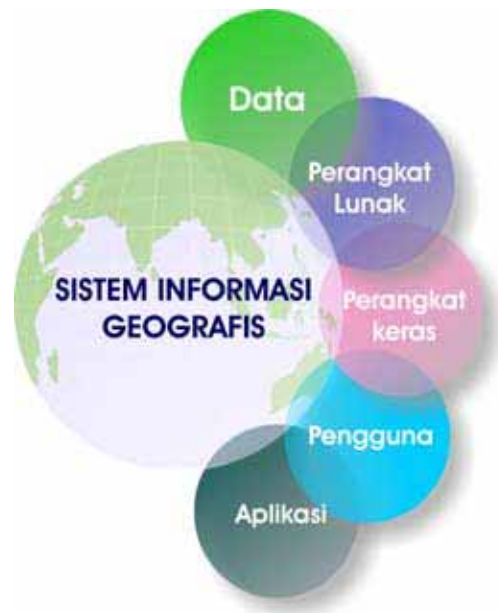 Data
Perangkat
Lunak
SISTEM INFORMASI
GEOGRAFIS
Perangkat
keras
Pengguna
Aplikasi